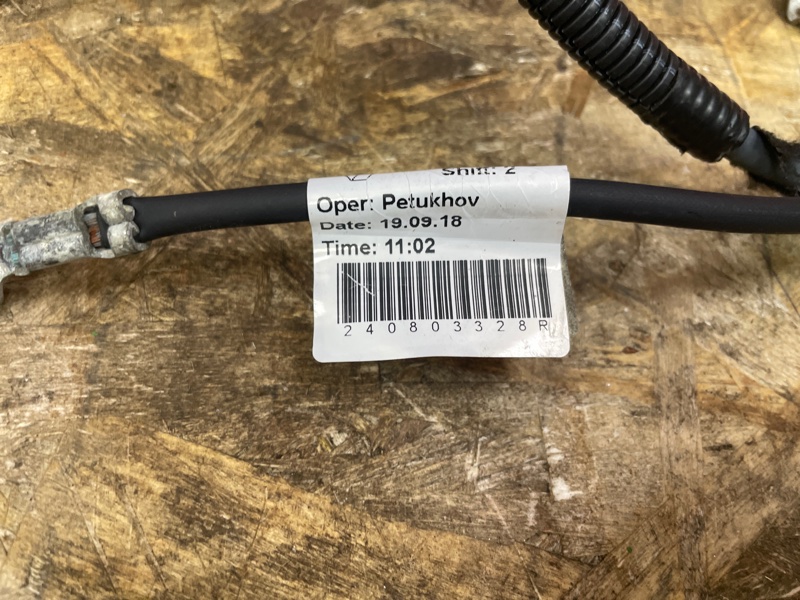 Shift: 2
Oper: Petukhov
Date: 19.09.18
Time: 11:02
240803328R